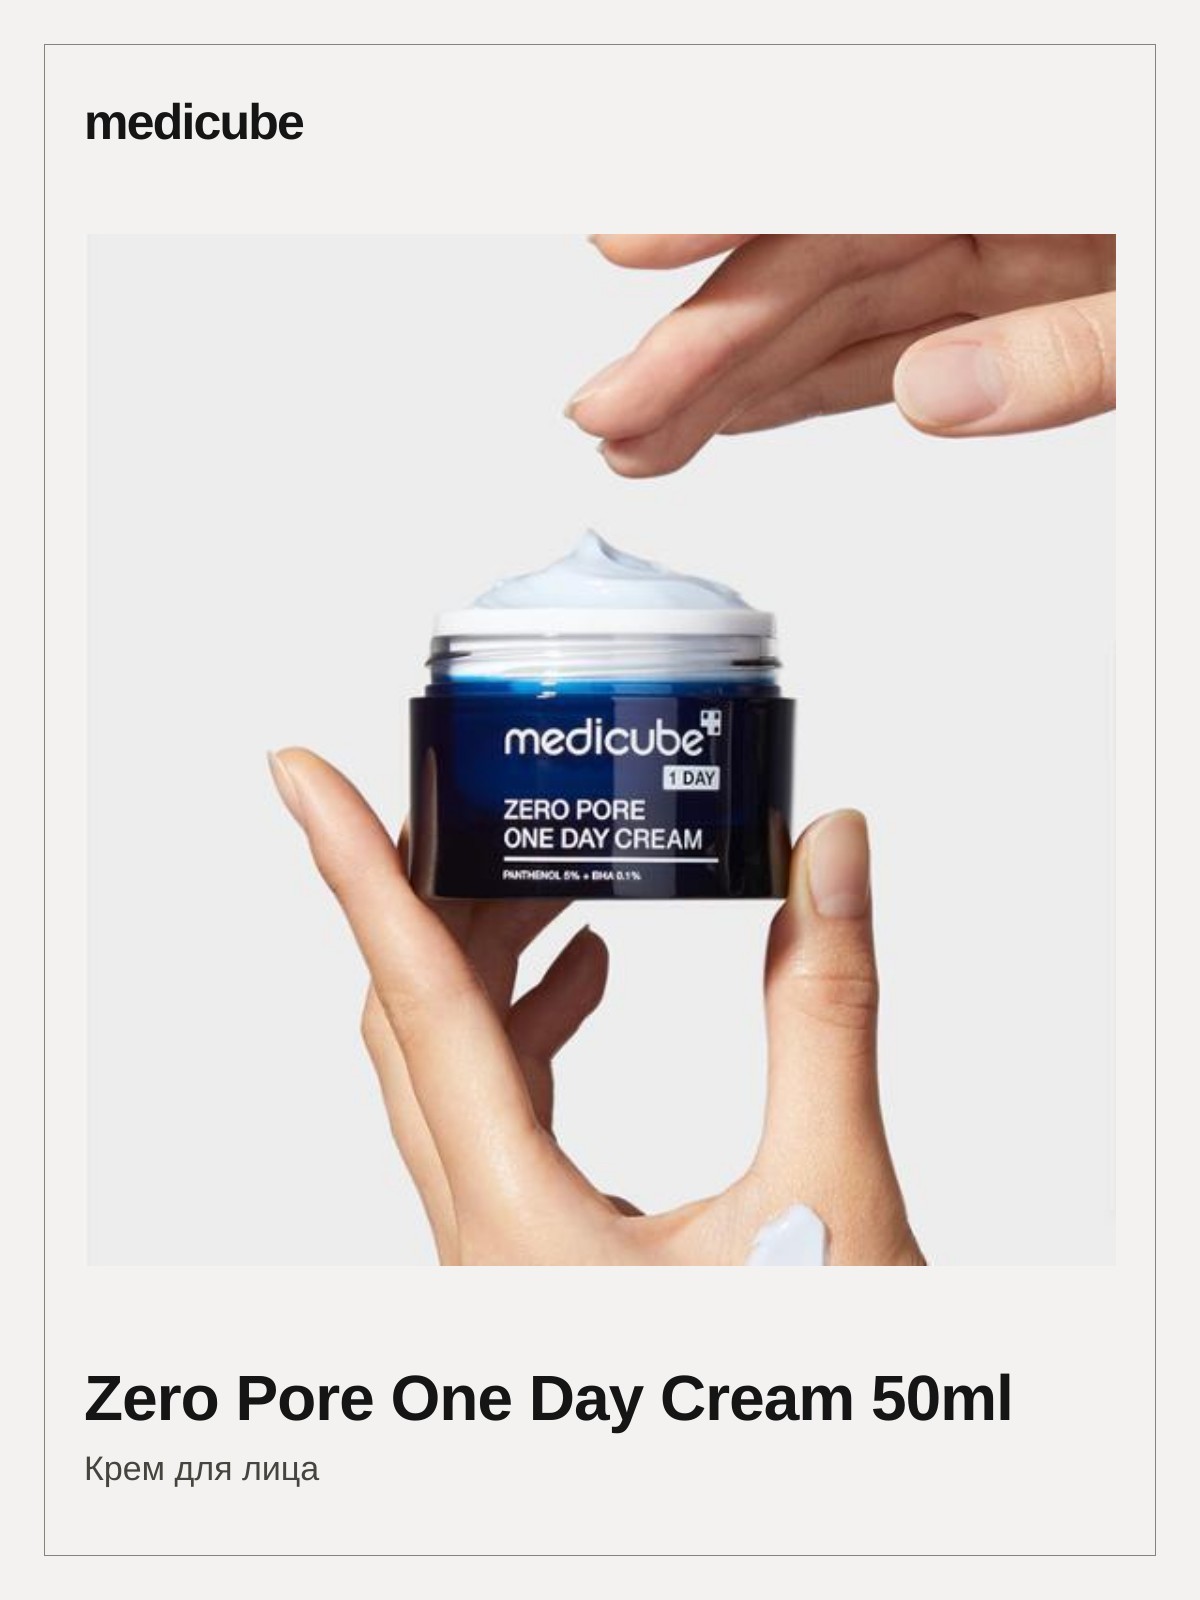 medicube
medicube
1 DAY
ZERO PORE
ONE DAY CREAM
PANTHENOL 5% + BHA 0.1%
Zero Pore One Day Cream 50ml
Крем для лица